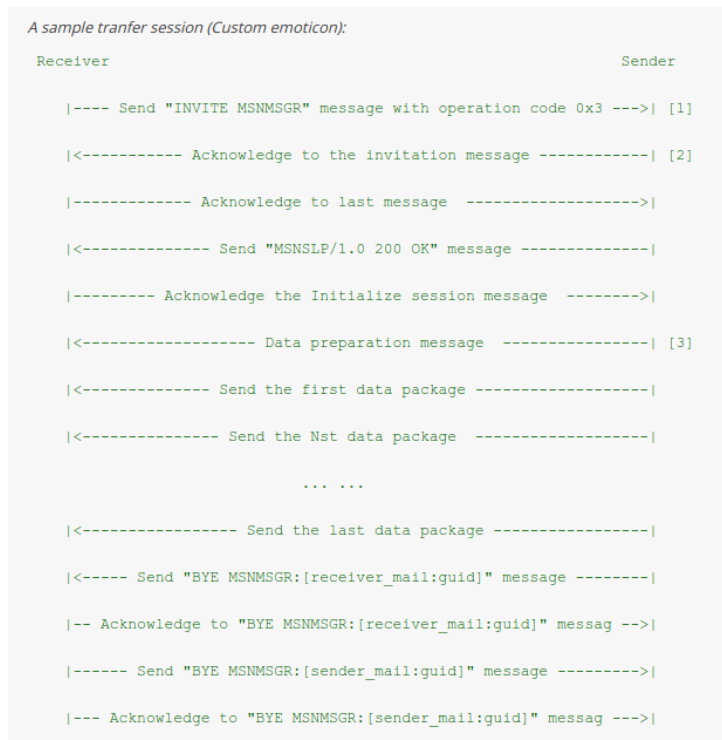 A sample tranfer session (Custom emoticon):
Receiver Sender
|---- Send "INVITE MSNMSGR" message with operation code 0x3 --->| [1]
|<----------- Acknowledge to the invitation message ------------| [2]
|------------- Acknowledge to last message ------------------->|
|<-------------- Send "MSNSLP/1.0 200 OK" message --------------|
|--------- Acknowledge the Initialize session message -------->|
|<------------------- Data preparation message ----------------| [3]
|<-------------- Send the first data package -------------------|
|<--------------- Send the Nst data package -------------------|
... ...
|<----------------- Send the last data package -----------------|
|<----- Send "BYE MSNMSGR:[receiver_mail:guid]" message --------|
|-- Acknowledge to "BYE MSNMSGR:[receiver_mail:guid]" messag -->|
|------ Send "BYE MSNMSGR:[sender_mail:guid]" message --------->|
|--- Acknowledge to "BYE MSNMSGR:[sender_mail:guid]" messag --->|